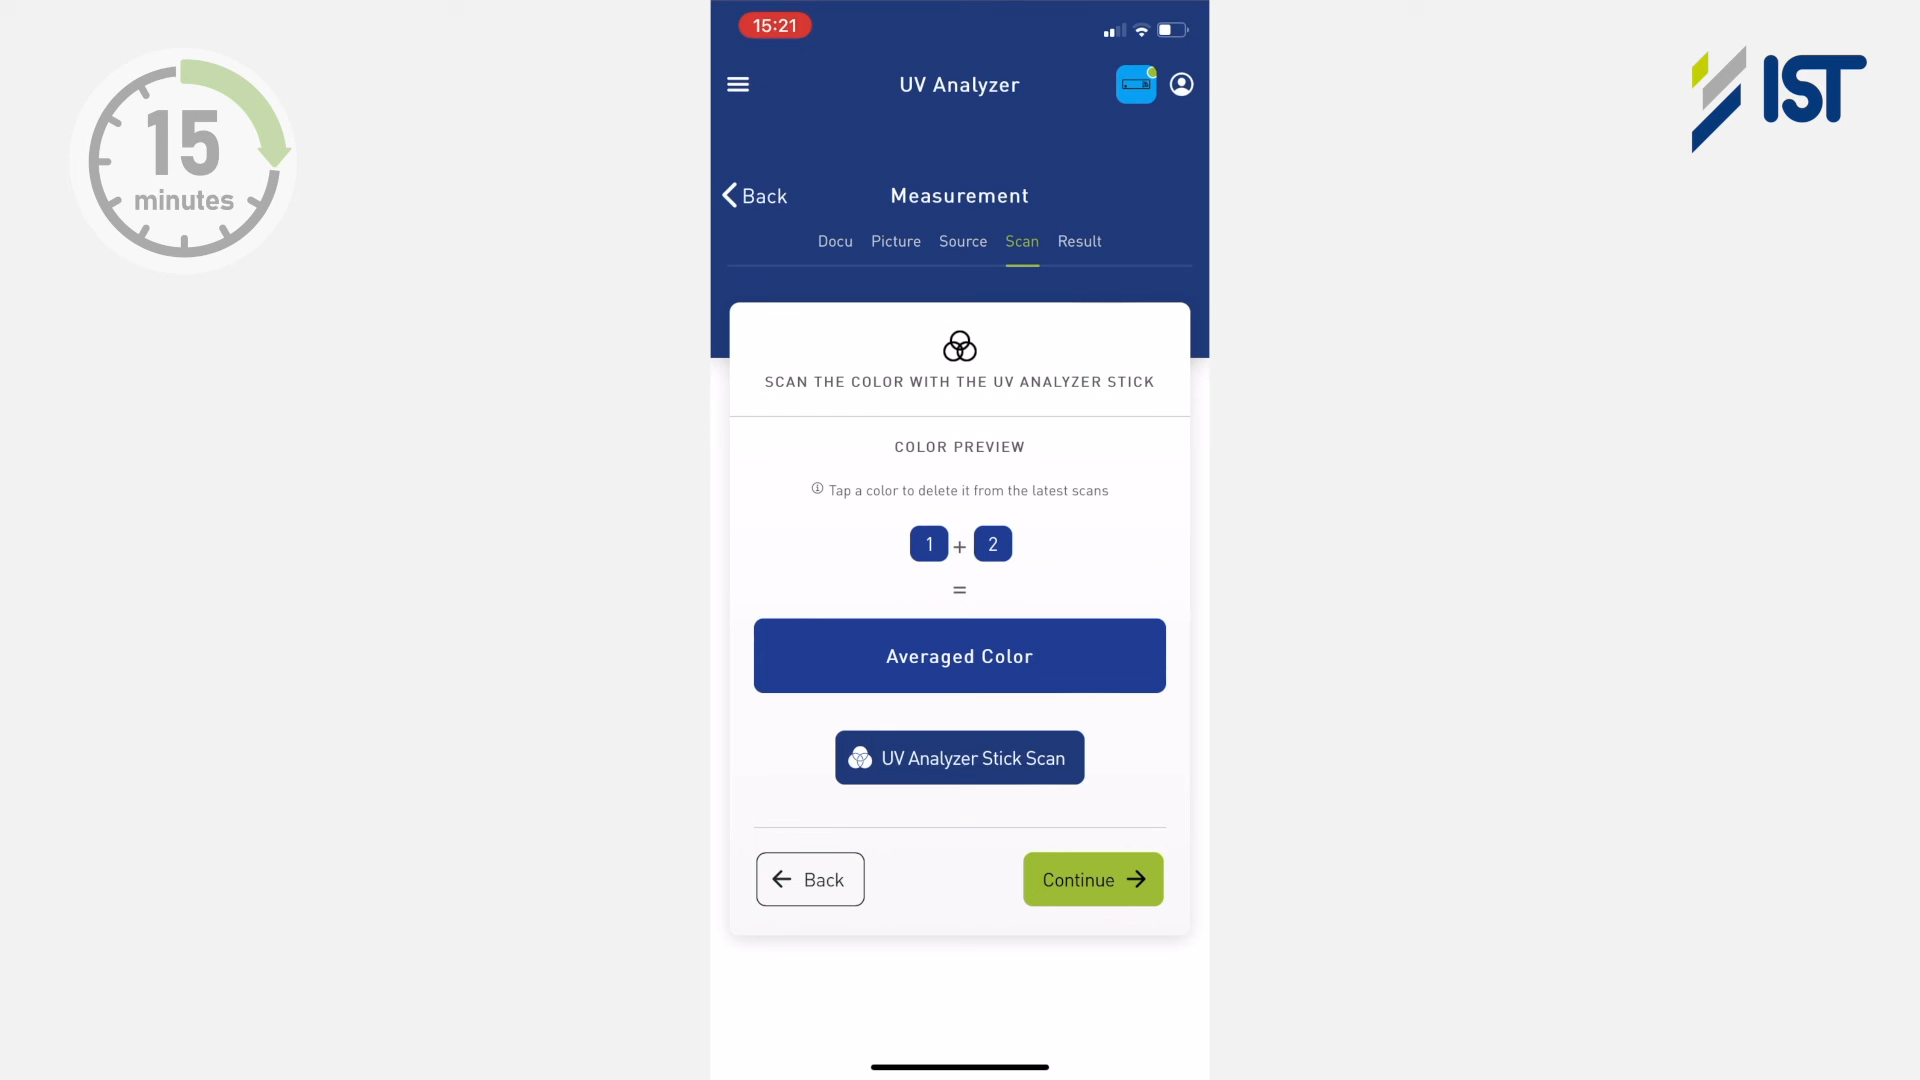 15
minutes
15:21
UV Analyzer
IST
Back
Measurement
Docu Picture Source Scan Result
SCAN THE COLOR WITH THE UV ANALYZER STICK
COLOR PREVIEW
Tap a color to delete it from the latest scans
1 + 2
=
Averaged Color
UV Analyzer Stick Scan
Back
Continue